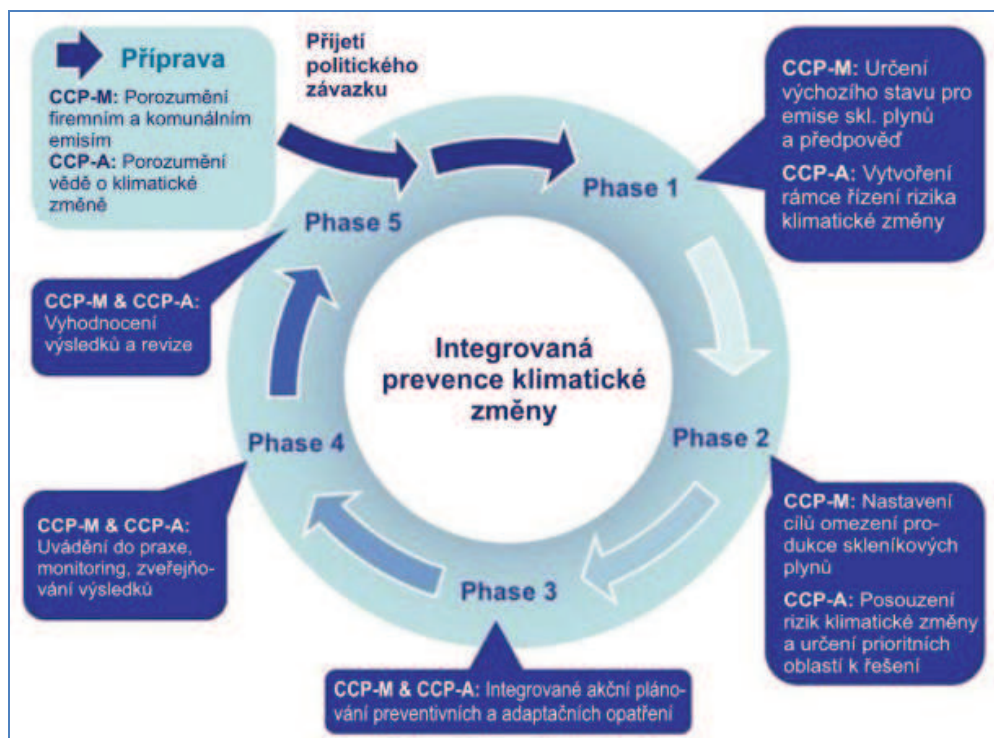 Příprava
CCP-M: Porozumění
firemním a komunálním
emisím
CCP-A: Porozumění
vědě o klimatické
změně
Přijetí
politického
závazku
Phase 1
CCP-M: Určení
výchozího stavu pro
emise skl. plynů
a předpověď
CCP-A: Vytvoření
rámce řízení rizika
klimatické změny
Phase 2
CCP-M: Nastavení
cílů omezení pro-
dukce skleníkových
plynů
CCP-A: Posouzení
rizik klimatické změny
a určení prioritních
oblastí k řešení
Phase 3
CCP-M & CCP-A: Integrované akční pláno-
vání preventivních a adaptačních opatření
Phase 4
CCP-M & CCP-A:
Uvádění do praxe,
monitoring, zveřejňo-
vání výsledků
Phase 5
CCP-M & CCP-A:
Vyhodnocení
výsledků a revize
Integrovaná
prevence klimatické
změny